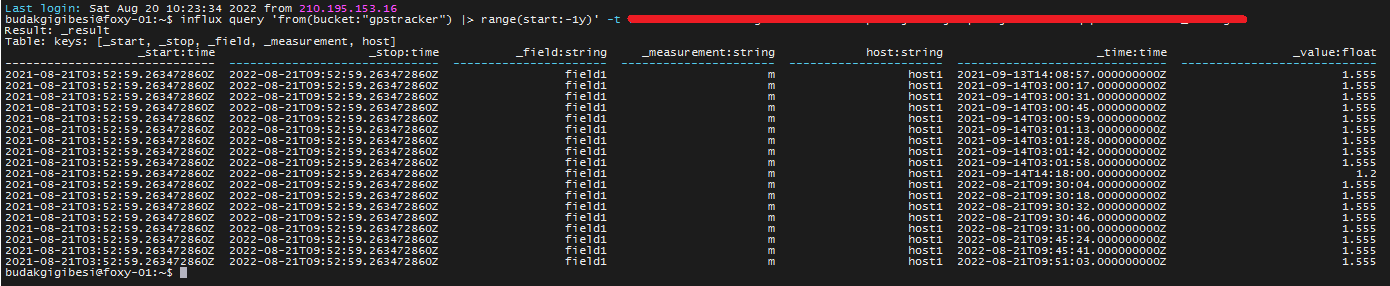 Last login: Sat Aug 20 10:23:34 2022 from 210.195.153.16
budakgigibesi@foxy-01:~$ influx query 'from(bucket:"gpstracker") |> range(start:-1y)' -t
Result: _result
Table: keys: [_start, _stop, _field, _measurement, host]
_start:time _stop:time _field:string _measurement:string host:string _time:time _value:float
2021-08-21T03:52:59.263472860Z 2022-08-21T09:52:59.263472860Z field1 m host1 2021-09-13T14:08:57.000000000Z 1.555
2021-08-21T03:52:59.263472860Z 2022-08-21T09:52:59.263472860Z field1 m host1 2021-09-14T03:00:17.000000000Z 1.555
2021-08-21T03:52:59.263472860Z 2022-08-21T09:52:59.263472860Z field1 m host1 2021-09-14T03:00:31.000000000Z 1.555
2021-08-21T03:52:59.263472860Z 2022-08-21T09:52:59.263472860Z field1 m host1 2021-09-14T03:00:45.000000000Z 1.555
2021-08-21T03:52:59.263472860Z 2022-08-21T09:52:59.263472860Z field1 m host1 2021-09-14T03:00:59.000000000Z 1.555
2021-08-21T03:52:59.263472860Z 2022-08-21T09:52:59.263472860Z field1 m host1 2021-09-14T03:01:13.000000000Z 1.555
2021-08-21T03:52:59.263472860Z 2022-08-21T09:52:59.263472860Z field1 m host1 2021-09-14T03:01:28.000000000Z 1.555
2021-08-21T03:52:59.263472860Z 2022-08-21T09:52:59.263472860Z field1 m host1 2021-09-14T03:01:42.000000000Z 1.555
2021-08-21T03:52:59.263472860Z 2022-08-21T09:52:59.263472860Z field1 m host1 2021-09-14T03:01:58.000000000Z 1.555
2021-08-21T03:52:59.263472860Z 2022-08-21T09:52:59.263472860Z field1 m host1 2021-09-14T14:18:00.000000000Z 1.2
2021-08-21T03:52:59.263472860Z 2022-08-21T09:52:59.263472860Z field1 m host1 2022-08-21T09:30:04.000000000Z 1.555
2021-08-21T03:52:59.263472860Z 2022-08-21T09:52:59.263472860Z field1 m host1 2022-08-21T09:30:18.000000000Z 1.555
2021-08-21T03:52:59.263472860Z 2022-08-21T09:52:59.263472860Z field1 m host1 2022-08-21T09:30:32.000000000Z 1.555
2021-08-21T03:52:59.263472860Z 2022-08-21T09:52:59.263472860Z field1 m host1 2022-08-21T09:30:46.000000000Z 1.555
2021-08-21T03:52:59.263472860Z 2022-08-21T09:52:59.263472860Z field1 m host1 2022-08-21T09:31:00.000000000Z 1.555
2021-08-21T03:52:59.263472860Z 2022-08-21T09:52:59.263472860Z field1 m host1 2022-08-21T09:45:24.000000000Z 1.555
2021-08-21T03:52:59.263472860Z 2022-08-21T09:52:59.263472860Z field1 m host1 2022-08-21T09:45:41.000000000Z 1.555
2021-08-21T03:52:59.263472860Z 2022-08-21T09:52:59.263472860Z field1 m host1 2022-08-21T09:51:03.000000000Z 1.555
budakgigibesi@foxy-01:~$